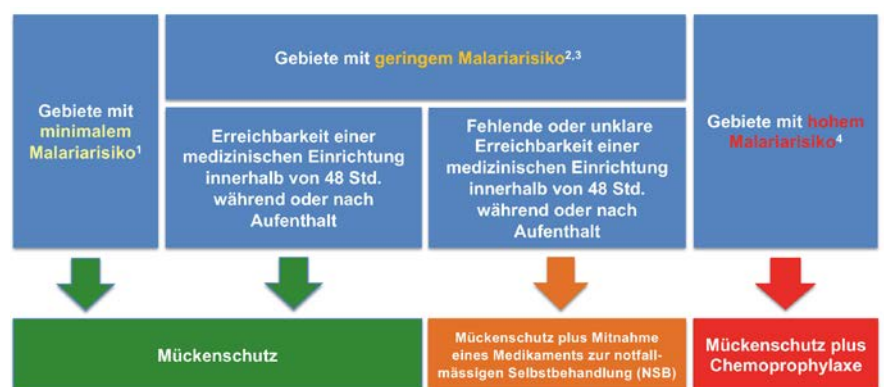 Gebiete mit geringem Malariarisiko2,3
Gebiete mit
minimalem
Malariarisiko1
Erreichbarkeit einer
medizinischen Einrichtung
innerhalb von 48 Std.
während oder nach
Aufenthalt
Fehlende oder unklare
Erreichbarkeit einer
medizinischen Einrichtung
innerhalb von 48 Std.
während oder nach
Aufenthalt
Gebiete mit hohem
Malariarisiko4
Mückenschutz
Mückenschutz plus Mitnahme
eines Medikaments zur notfall-
mässigen Selbstbehandlung (NSB)
Mückenschutz plus
Chemoprophylaxe